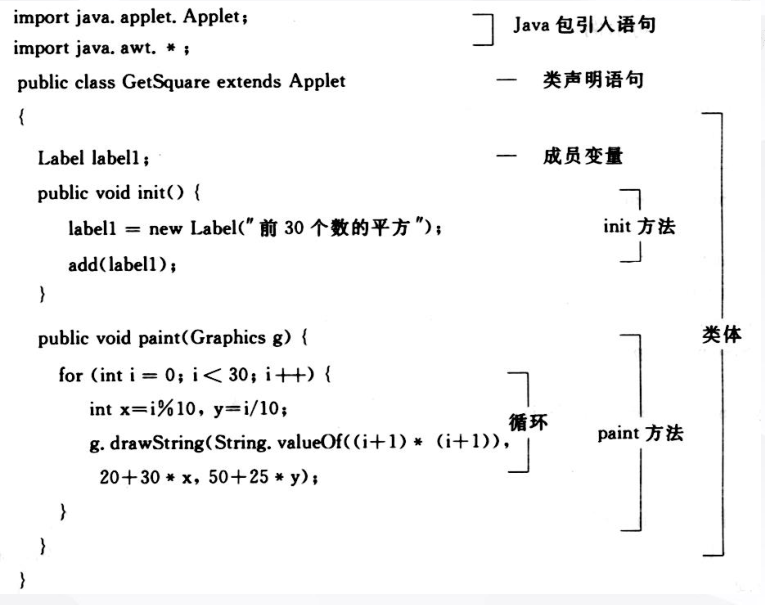 import java. applet. Applet;
Java 包引入语句
import java. awt. * ;
public class GetSquare extends Applet — 类声明语句
{
Label label1; — 成员变量
public void init() {
label1 = new Label("前 30 个数的平方");
init 方法
add(label1);
}
public void paint(Graphics g) {
类体
for (int i = 0; i < 30; i++) {
int x=i%10, y=i/10;
循环
g. drawString(String. valueOf((i+1) * (i+1)),
paint 方法
20+30 * x, 50+25 * y);
}
}
}